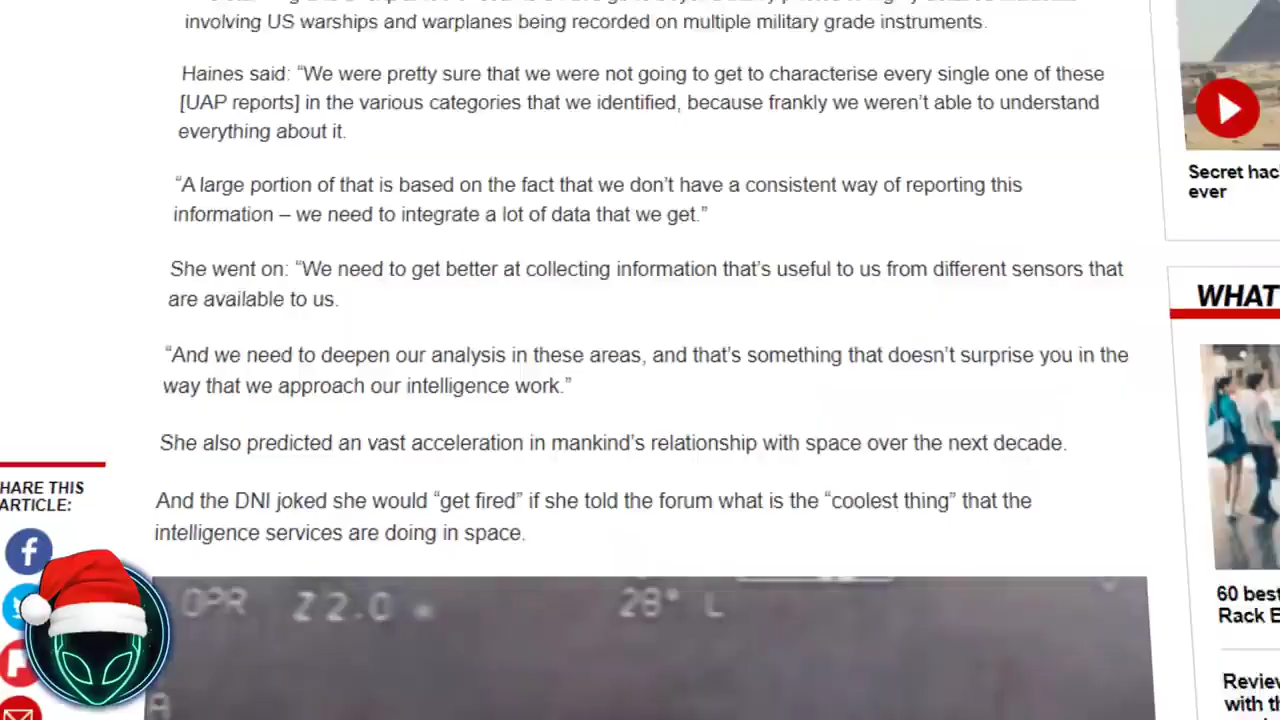 involving US warships and warplanes being recorded on multiple military grade instruments.
Haines said: “We were pretty sure that we were not going to get to characterise every single one of these
[UAP reports] in the various categories that we identified, because frankly we weren’t able to understand
everything about it.
“A large portion of that is based on the fact that we don’t have a consistent way of reporting this
information – we need to integrate a lot of data that we get.”
She went on: “We need to get better at collecting information that’s useful to us from different sensors that
are available to us.
“And we need to deepen our analysis in these areas, and that’s something that doesn’t surprise you in the
way that we approach our intelligence work.”
She also predicted an vast acceleration in mankind’s relationship with space over the next decade.
And the DNI joked she would “get fired” if she told the forum what is the “coolest thing” that the
intelligence services are doing in space.
HARE THIS
ARTICLE:
OPR Z 2.0 28° L
A
Secret hac
ever
WHAT
60 best
Rack E
Review
with th